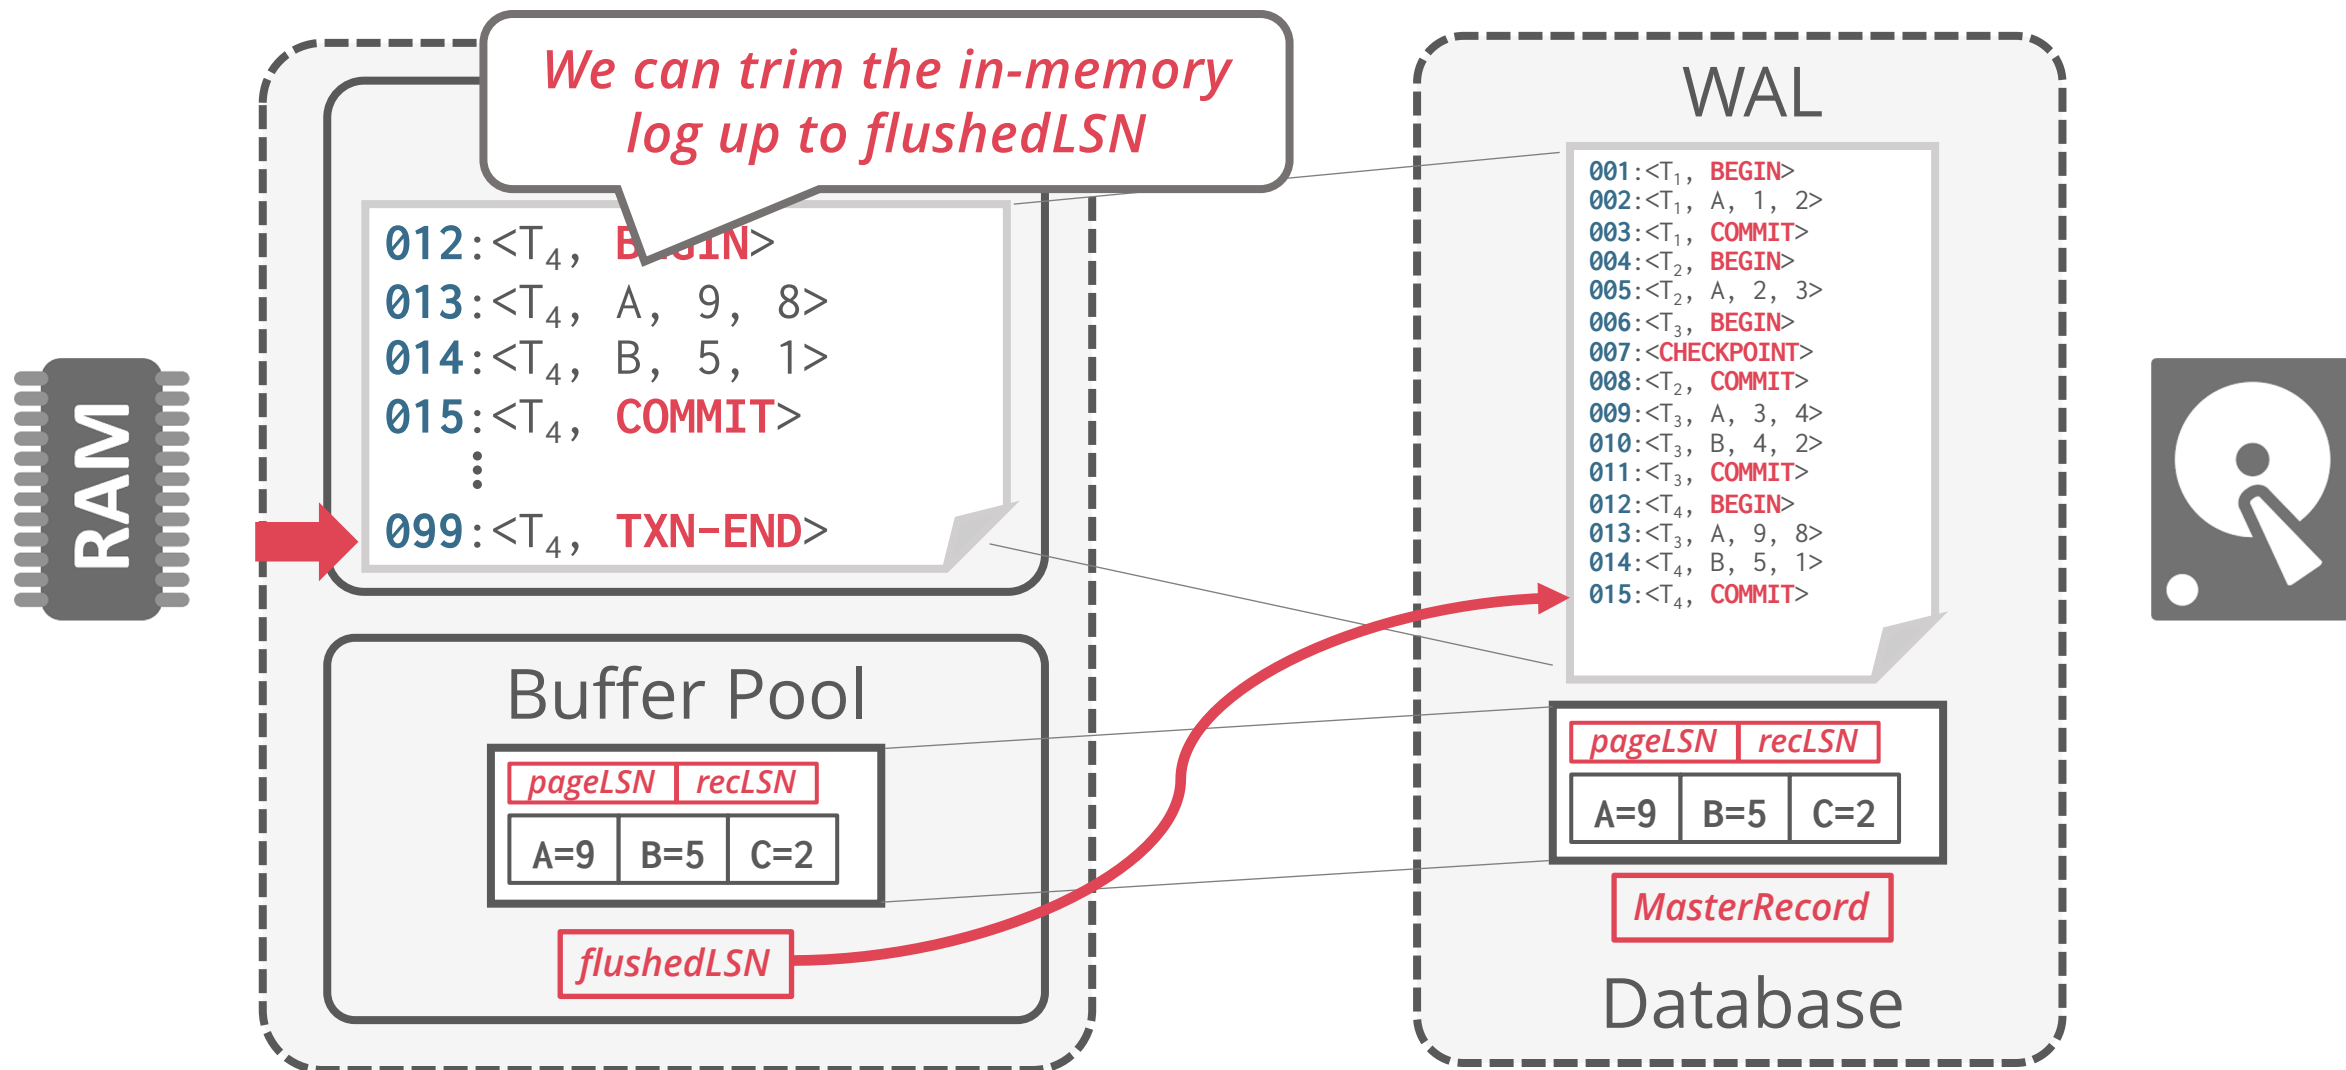 We can trim the in-memory
log up to flushedLSN
012:<T4, BEGIN>
013:<T4, A, 9, 8>
014:<T4, B, 5, 1>
015:<T4, COMMIT>
⋮
099:<T4, TXN-END>
RAM
Buffer Pool
pageLSN recLSN
A=9 B=5 C=2
flushedLSN
WAL
001:<T1, BEGIN>
002:<T1, A, 1, 2>
003:<T1, COMMIT>
004:<T2, BEGIN>
005:<T2, A, 2, 3>
006:<T3, BEGIN>
007:<CHECKPOINT>
008:<T2, COMMIT>
009:<T3, A, 3, 4>
010:<T3, B, 4, 2>
011:<T3, COMMIT>
012:<T4, BEGIN>
013:<T3, A, 9, 8>
014:<T4, B, 5, 1>
015:<T4, COMMIT>
pageLSN recLSN
A=9 B=5 C=2
MasterRecord
Database